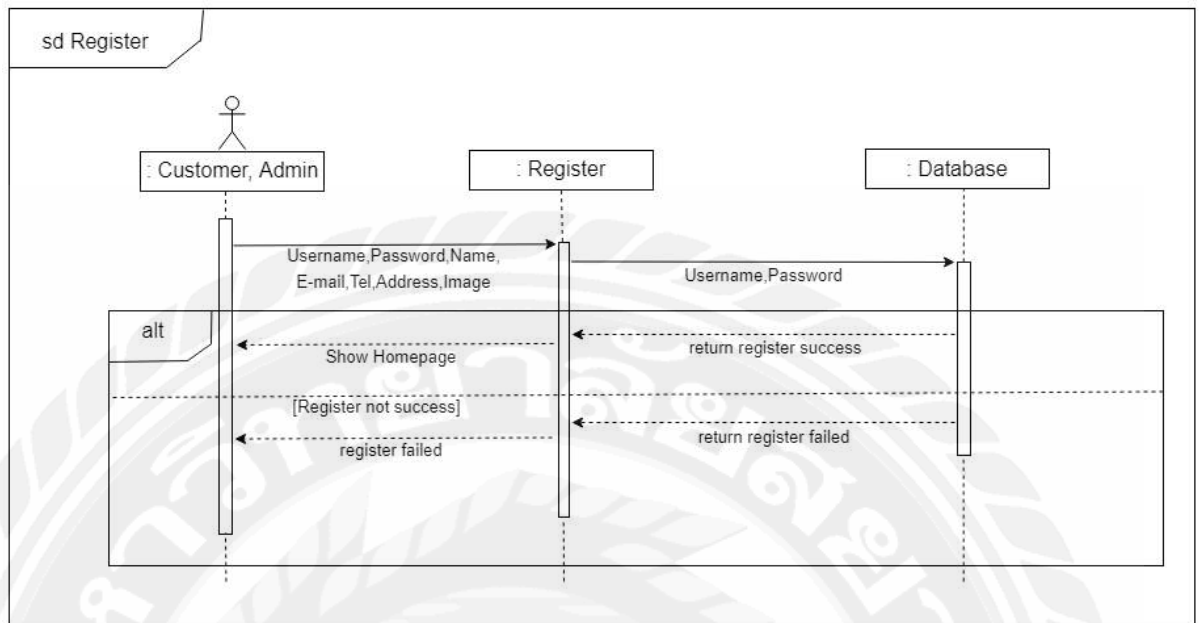 sd Register
: Customer, Admin
: Register
: Database
Username,Password,Name,
E-mail,Tel,Address,Image
Username,Password
alt
return register success
Show Homepage
[Register not success]
return register failed
register failed